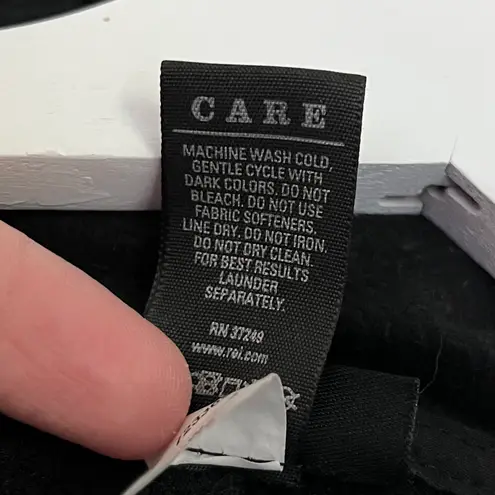 CARE
MACHINE WASH COLD,
GENTLE CYCLE WITH
DARK COLORS. DO NOT
BLEACH. DO NOT USE
FABRIC SOFTENERS.
LINE DRY. DO NOT IRON.
DO NOT DRY CLEAN.
FOR BEST RESULTS
LAUNDER
SEPARATELY.
RN 37249
www.rei.com